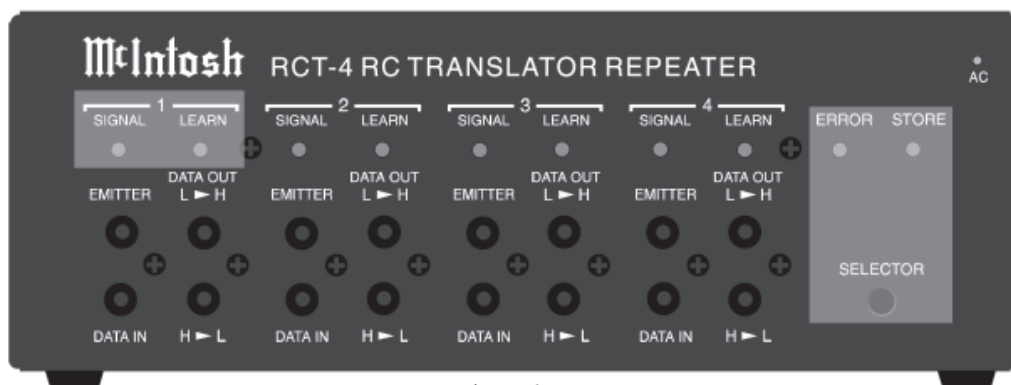 McIntosh RCT-4 RC TRANSLATOR REPEATER
AC
1 2 3 4
SIGNAL LEARN SIGNAL LEARN SIGNAL LEARN SIGNAL LEARN ERROR STORE
DATA OUT DATA OUT DATA OUT DATA OUT
EMITTER L ► H EMITTER L ► H EMITTER L ► H EMITTER L ► H
SELECTOR
DATA IN H ► L DATA IN H ► L DATA IN H ► L DATA IN H ► L